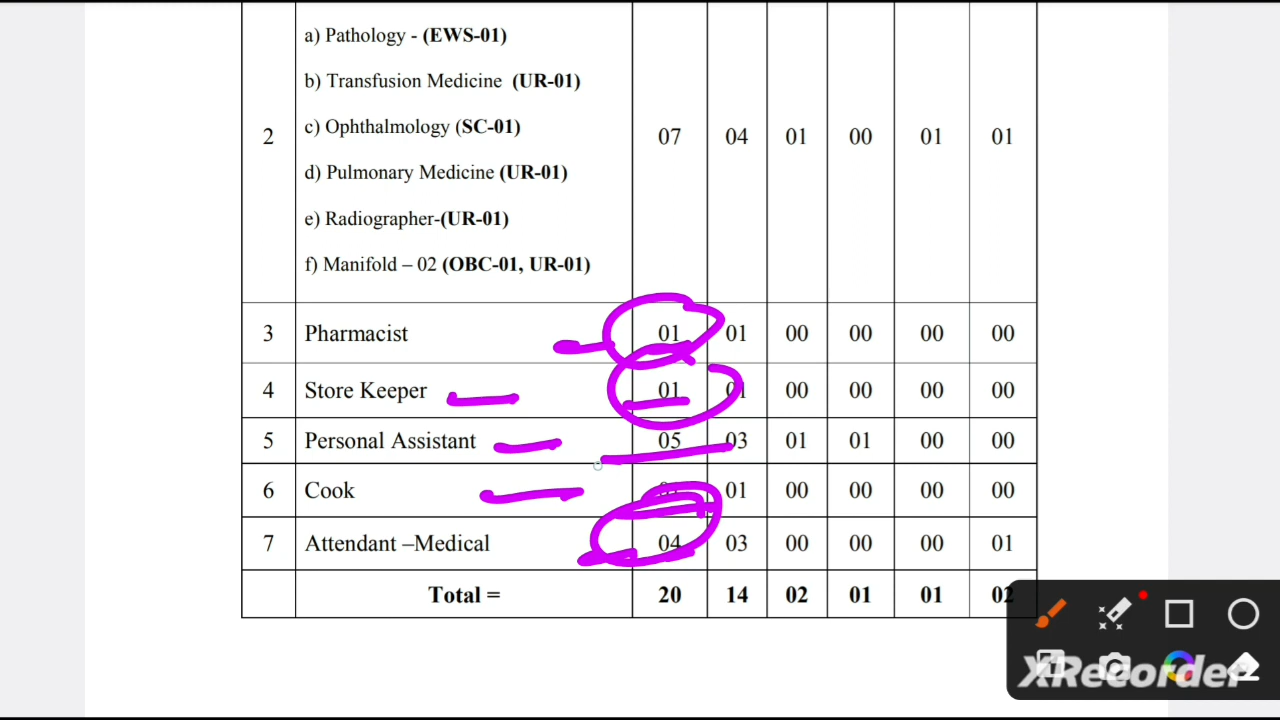 a) Pathology - (EWS-01)
b) Transfusion Medicine (UR-01)
c) Ophthalmology (SC-01)
2 07 04 01 00 01 01
d) Pulmonary Medicine (UR-01)
e) Radiographer-(UR-01)
f) Manifold – 02 (OBC-01, UR-01)
3 Pharmacist 01 01 00 00 00 00
4 Store Keeper 01 01 00 00 00 00
5 Personal Assistant 05 03 01 01 00 00
6 Cook 01 00 00 00 00
7 Attendant –Medical 04 03 00 00 00 01
Total = 20 14 02 01 01 02
XRecorder